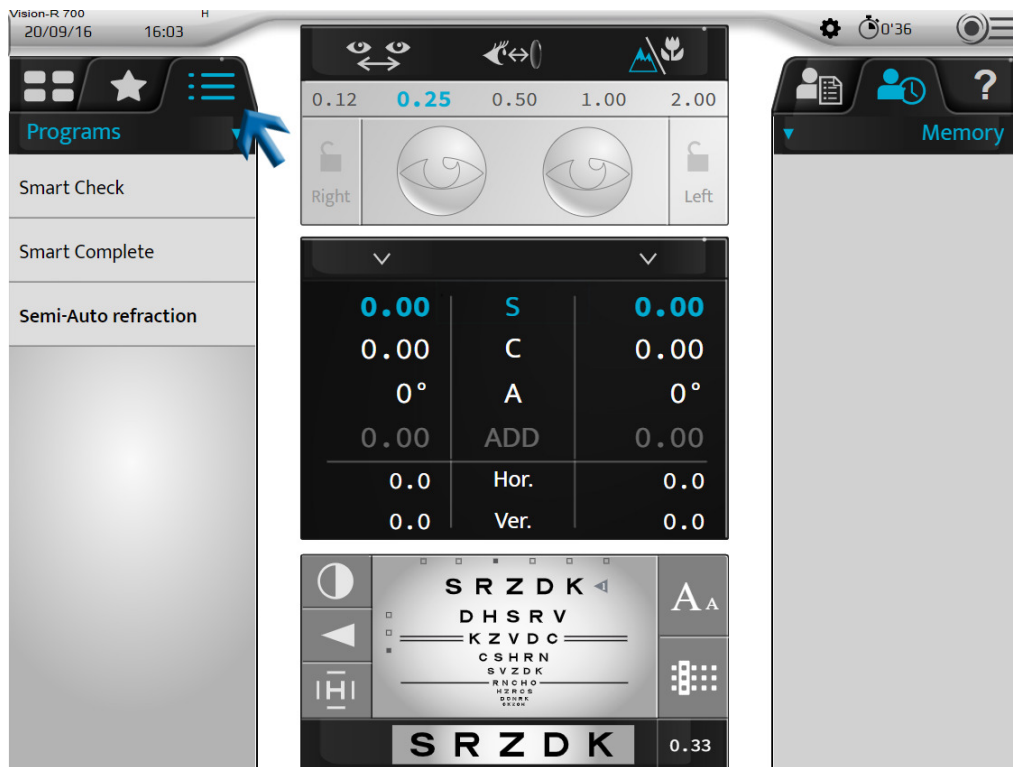 Vision-R 700
H
20/09/16 16:03
0'36
?
Programs
Memory
Smart Check
Smart Complete
Semi-Auto refraction
0.12 0.25 0.50 1.00 2.00
Right
Left
0.00 S 0.00
0.00 C 0.00
0° A 0°
0.00 ADD 0.00
0.0 Hor. 0.0
0.0 Ver. 0.0
S R Z D K 1
D H S R V
K Z V D C
C S H R N
S V Z D K
R N C H O
H Z R C S
A A
H
S R Z D K
0.33